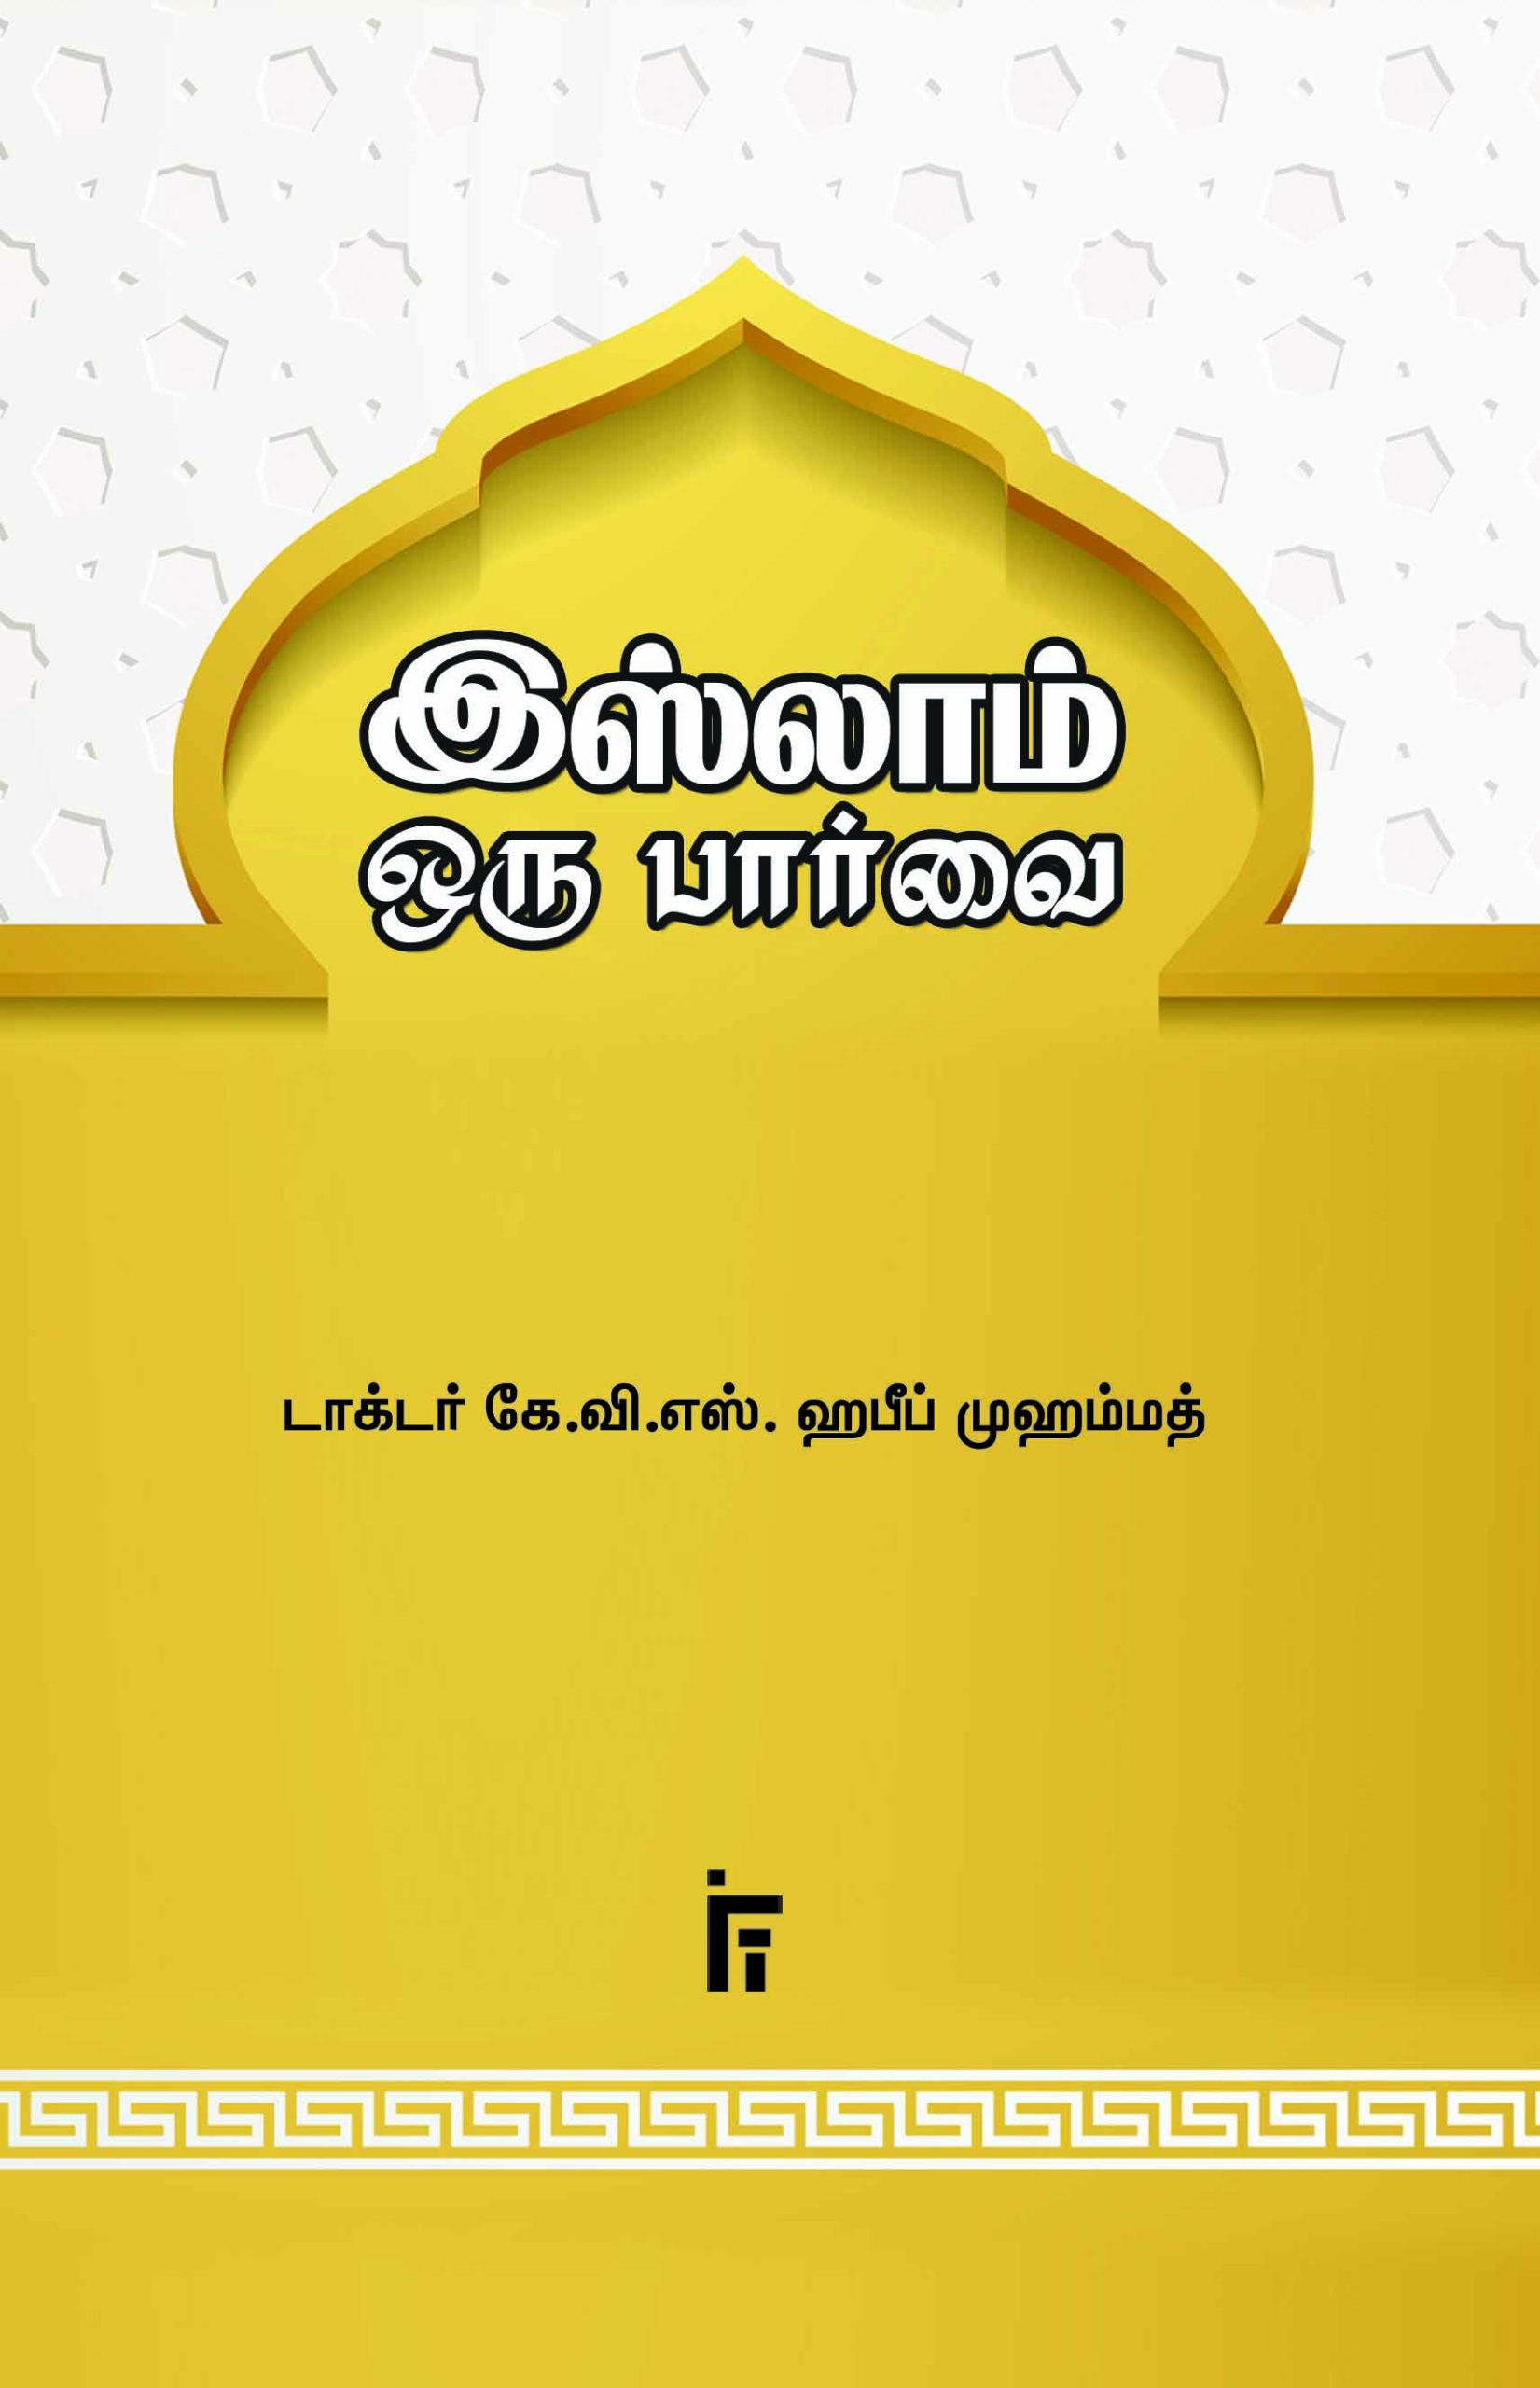 இஸ்லாம்
ஒரு பார்வை
டாக்டர் கே.வி.எஸ். ஹபீப் முஹம்மத்